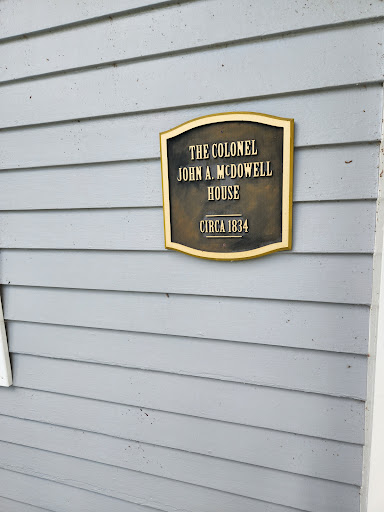 THE COLONEL
JOHN A. McDOWELL
HOUSE
CIRCA 1834